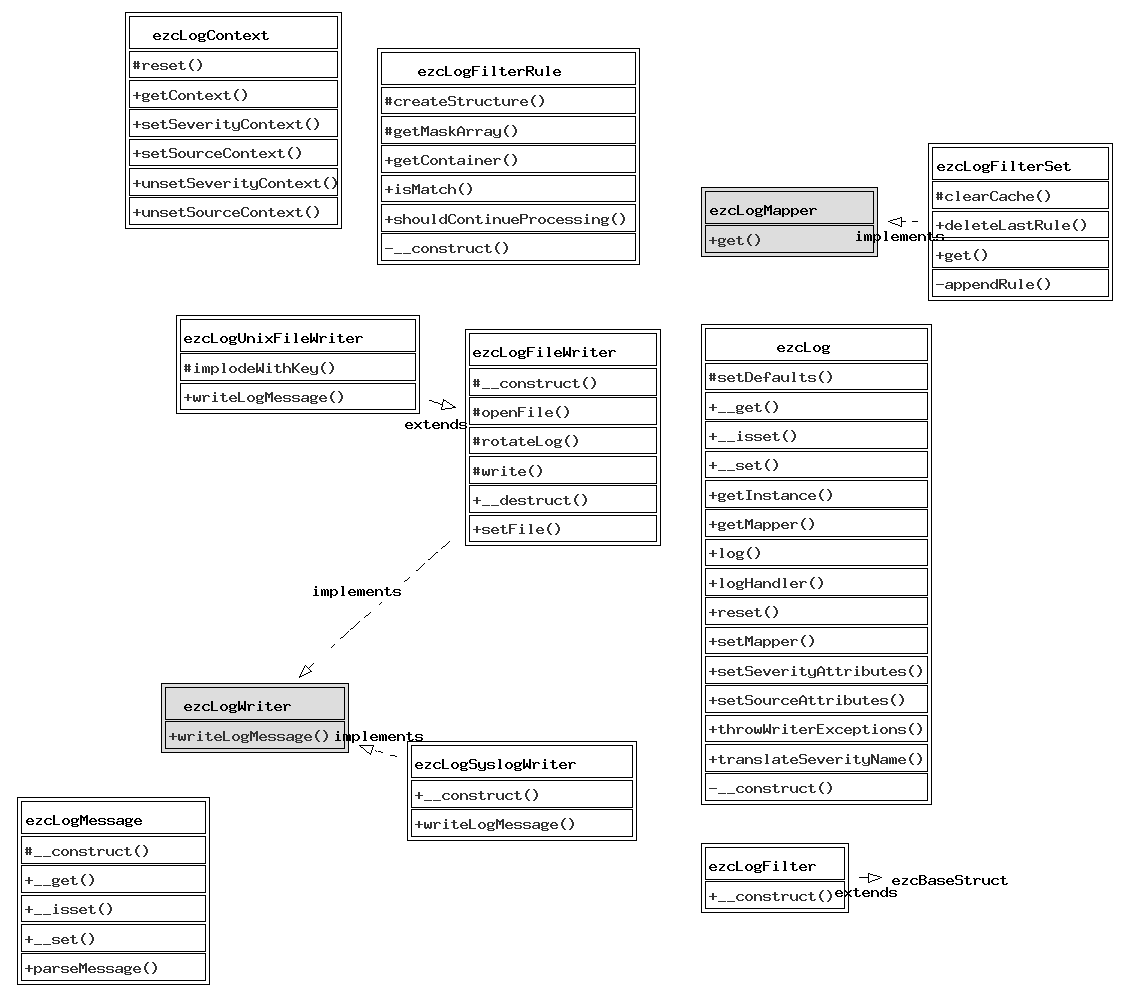 ezcLogContext
#reset()
+getContext()
+setSeverityContext()
+setSourceContext()
+unsetSeverityContext()
+unsetSourceContext()
ezcLogFilterRule
#createStructure()
#getMaskArray()
+getContainer()
+isMatch()
+shouldContinueProcessing()
-__construct()
ezcLogMapper
+get()
implements
ezcLogFilterSet
#clearCache()
+deleteLastRule()
+get()
-appendRule()
ezcLogUnixFileWriter
#implodeWithKey()
+writeLogMessage()
extends
ezcLogFileWriter
#__construct()
#openFile()
#rotateLog()
#write()
+__destruct()
+setFile()
implements
ezcLog
#setDefaults()
+__get()
+__isset()
+__set()
+getInstance()
+getMapper()
+log()
+logHandler()
+reset()
+setMapper()
+setSeverityAttributes()
+setSourceAttributes()
+throwWriterExceptions()
+translateSeverityName()
-__construct()
ezcLogWriter
+writeLogMessage()
implements
ezcLogSyslogWriter
+__construct()
+writeLogMessage()
ezcLogMessage
#__construct()
+__get()
+__isset()
+__set()
+parseMessage()
ezcLogFilter
+__construct()
extends
ezcBaseStruct